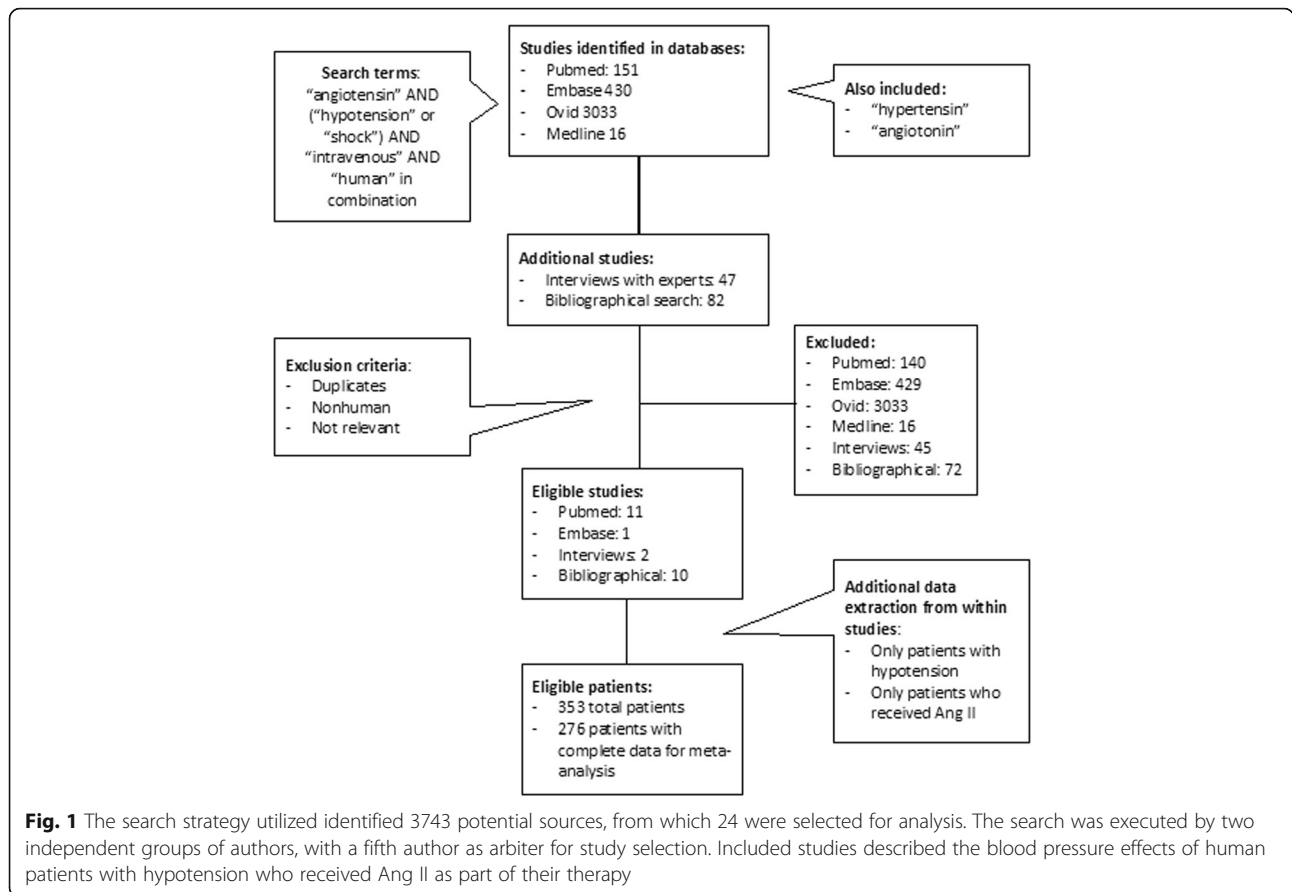 Search terms:
“angiotensin” AND
(“hypotension” or
“shock”) AND
“intravenous” AND
“human” in
combination
Studies identified in databases:
- Pubmed: 151
- Embase 430
- Ovid 3033
- Medline 16
Also included:
- “hypertensin”
- “angiotonin”
Additional studies:
- Interviews with experts: 47
- Bibliographical search: 82
Exclusion criteria:
- Duplicates
- Nonhuman
- Not relevant
Excluded:
- Pubmed: 140
- Embase: 429
- Ovid: 3033
- Medline: 16
- Interviews: 45
- Bibliographical: 72
Eligible studies:
- Pubmed: 11
- Embase: 1
- Interviews: 2
- Bibliographical: 10
Additional data
extraction from within
studies:
- Only patients with
hypotension
- Only patients who
received Ang II
Eligible patients:
- 353 total patients
- 276 patients with
complete data for meta-
analysis
Fig. 1 The search strategy utilized identified 3743 potential sources, from which 24 were selected for analysis. The search was executed by two
independent groups of authors, with a fifth author as arbiter for study selection. Included studies described the blood pressure effects of human
patients with hypotension who received Ang II as part of their therapy